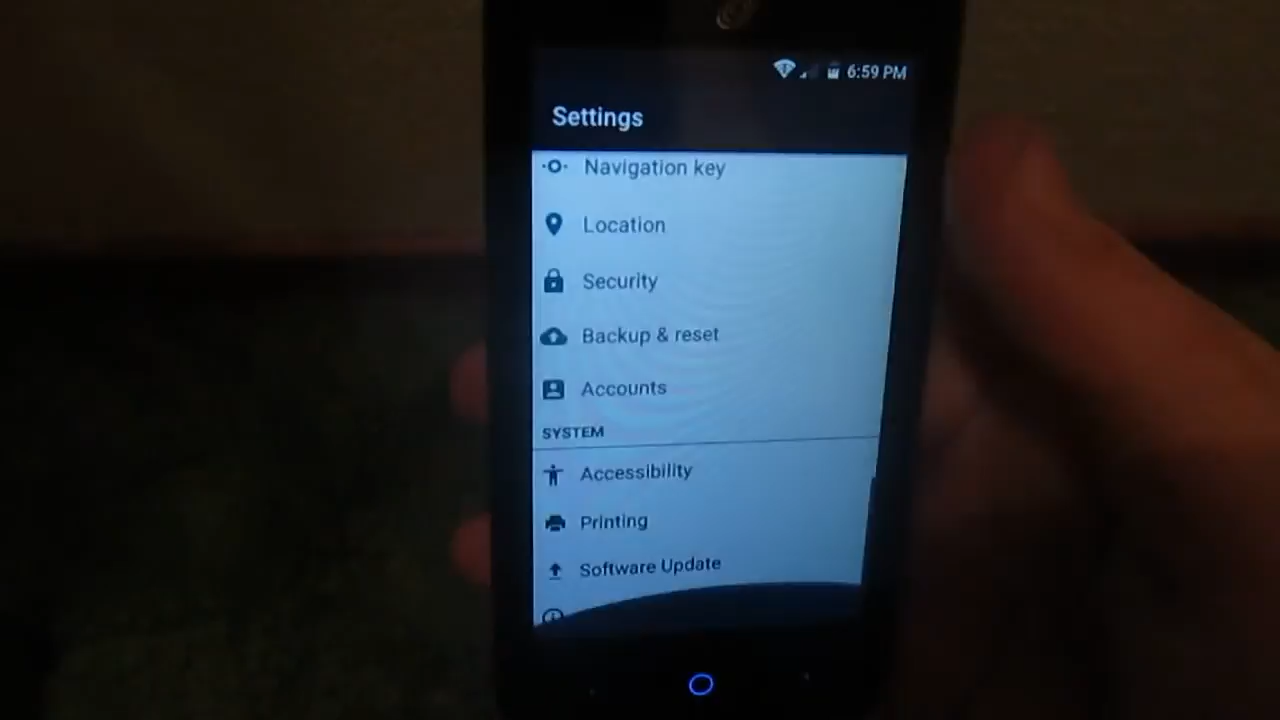 6:59 PM
Settings
Navigation key
Location
Security
Backup & reset
Accounts
SYSTEM
Accessibility
Printing
Software Update